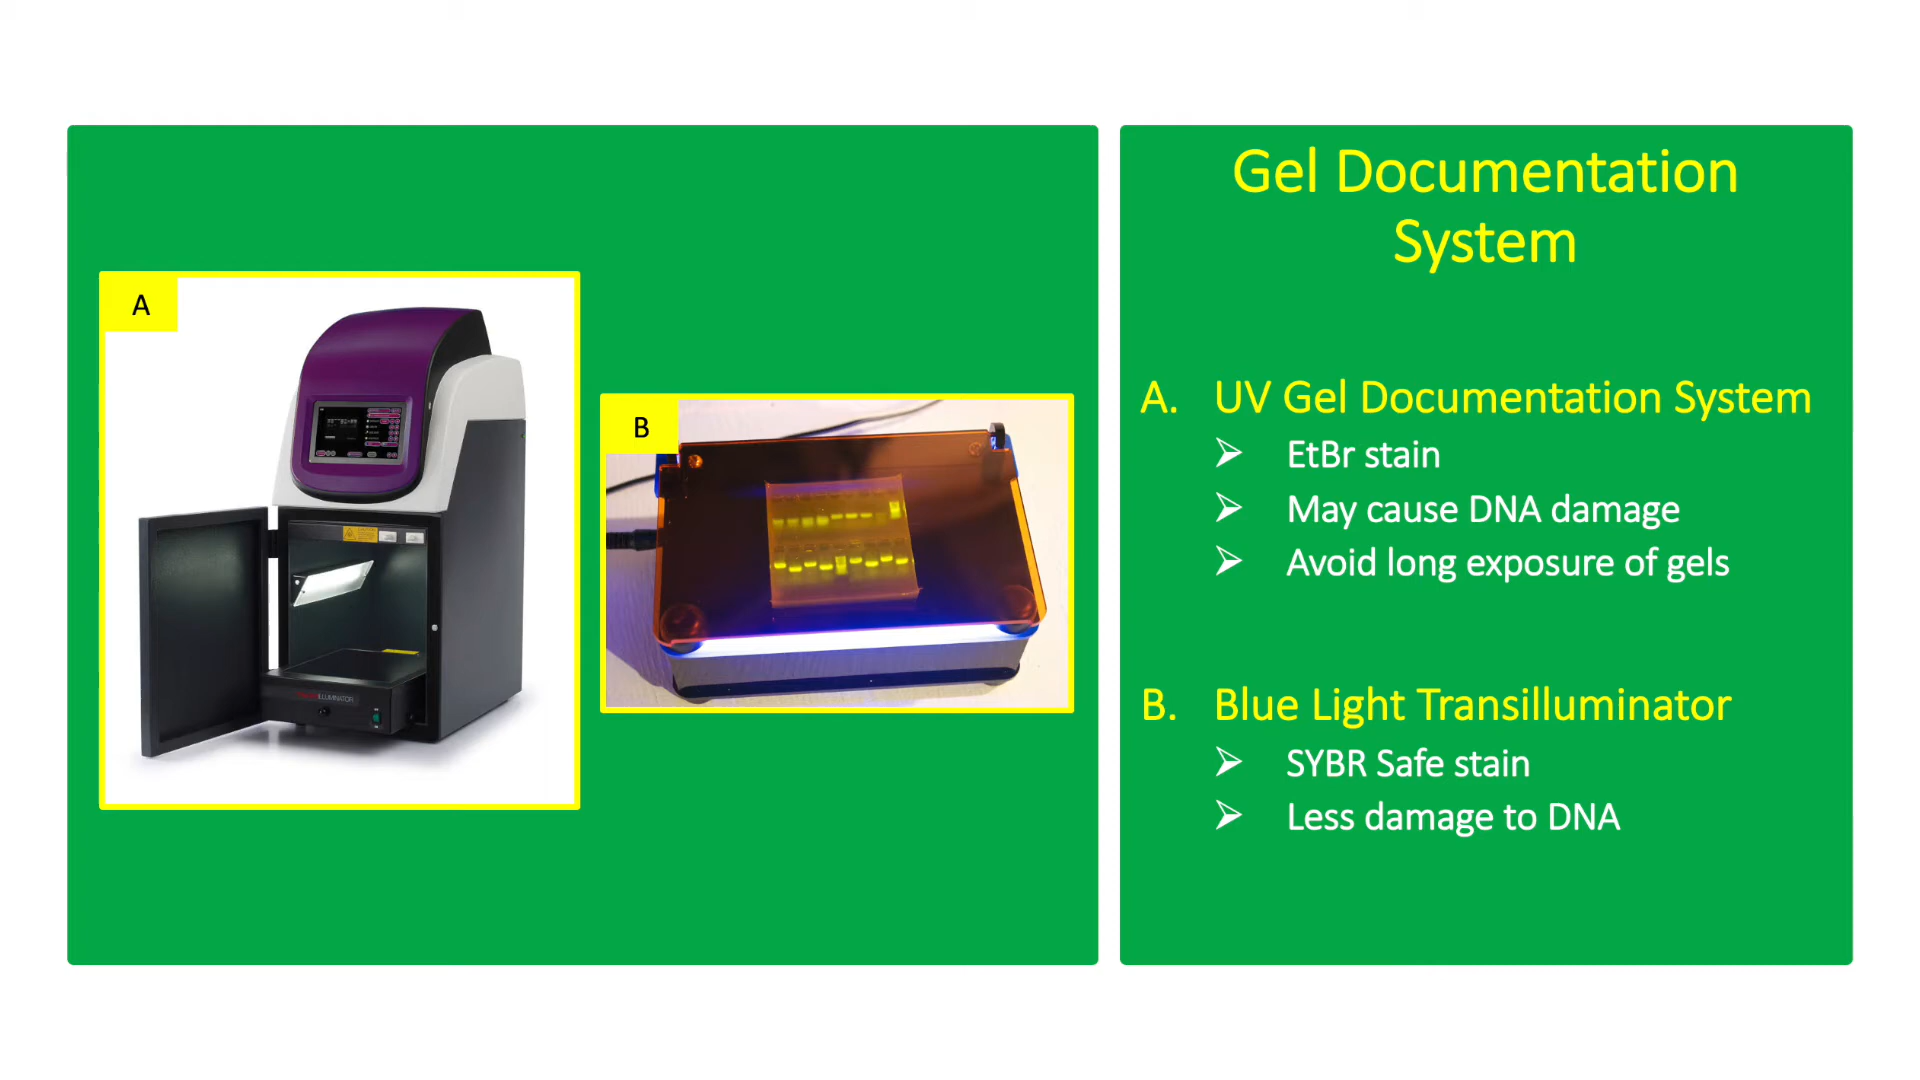 A
B
ILLUMINATOR
Gel Documentation
System
A. UV Gel Documentation System
➢ EtBr stain
➢ May cause DNA damage
➢ Avoid long exposure of gels
B. Blue Light Transilluminator
➢ SYBR Safe stain
➢ Less damage to DNA